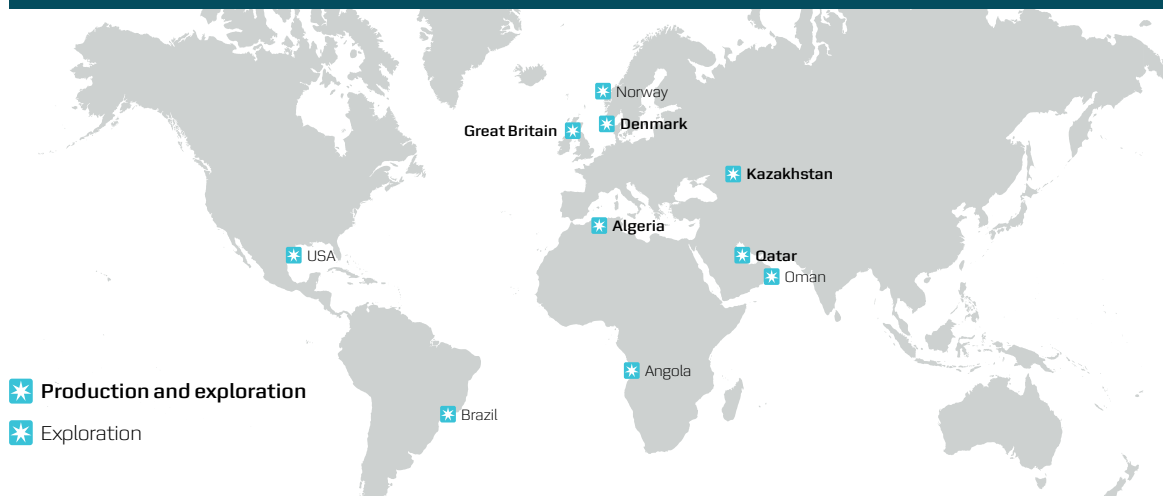 Norway
Great Britain
Denmark
Kazakhstan
Algeria
USA
Qatar
Oman
Angola
Production and exploration
Brazil
Exploration